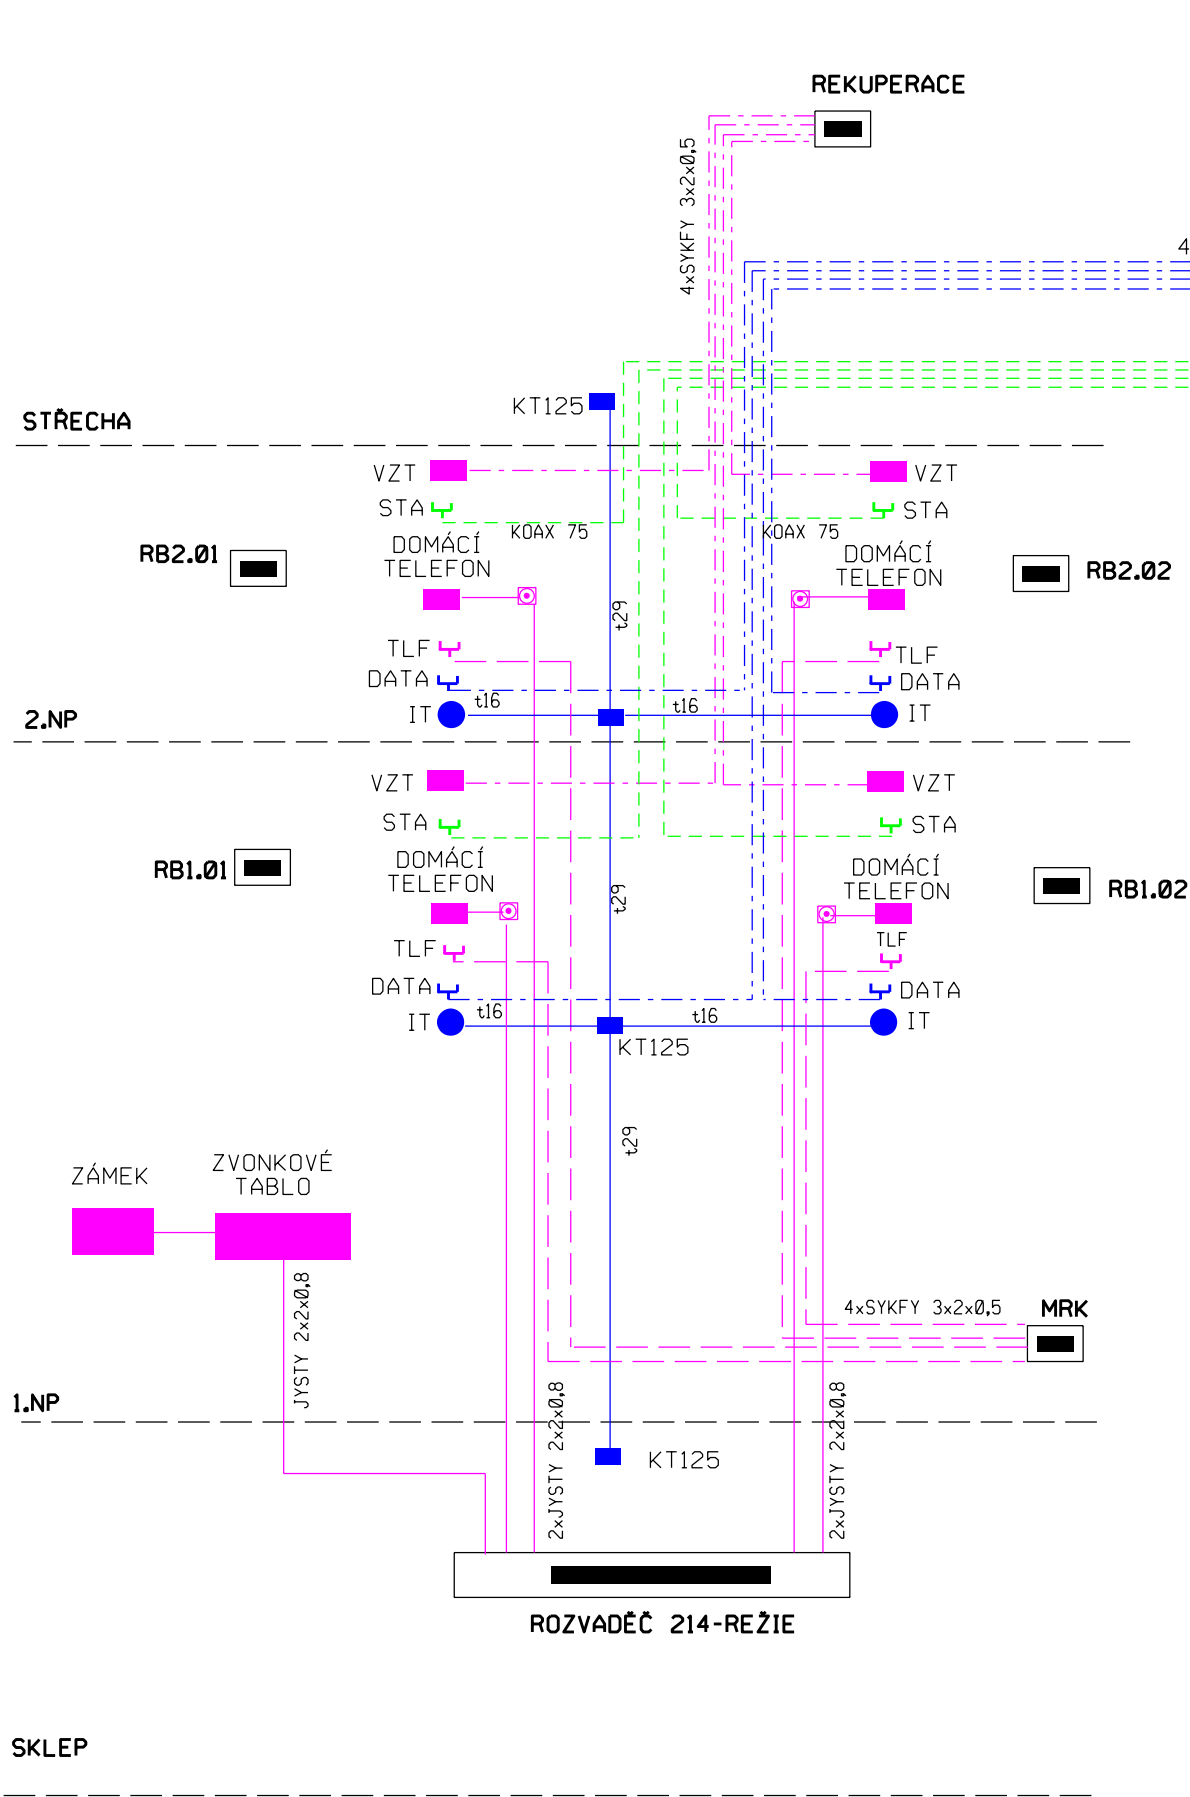 REKUPERACE
4xSYKFY 3x2x0,5
4
KT125
STŘECHA
VZT
VZT
STA
STA
KOAX 75
KOAX 75
DOMÁCÍ
TELEFON
DOMÁCÍ
TELEFON
RB2.01
RB2.02
t29
TLF
TLF
DATA
DATA
t16
t16
IT
IT
2.NP
VZT
VZT
STA
STA
DOMÁCÍ
TELEFON
DOMÁCÍ
TELEFON
RB1.01
RB1.02
t29
TLF
TLF
DATA
DATA
t16
t16
IT
IT
KT125
t29
ZÁMEK
ZVONKOVÉ
TABLO
JYSTY 2x2x0,8
4xSYKFY 3x2x0,5
MRK
1.NP
2xJYSTY 2x2x0,8
2xJYSTY 2x2x0,8
KT125
ROZVADĚČ 214-REŽIE
SKLEP